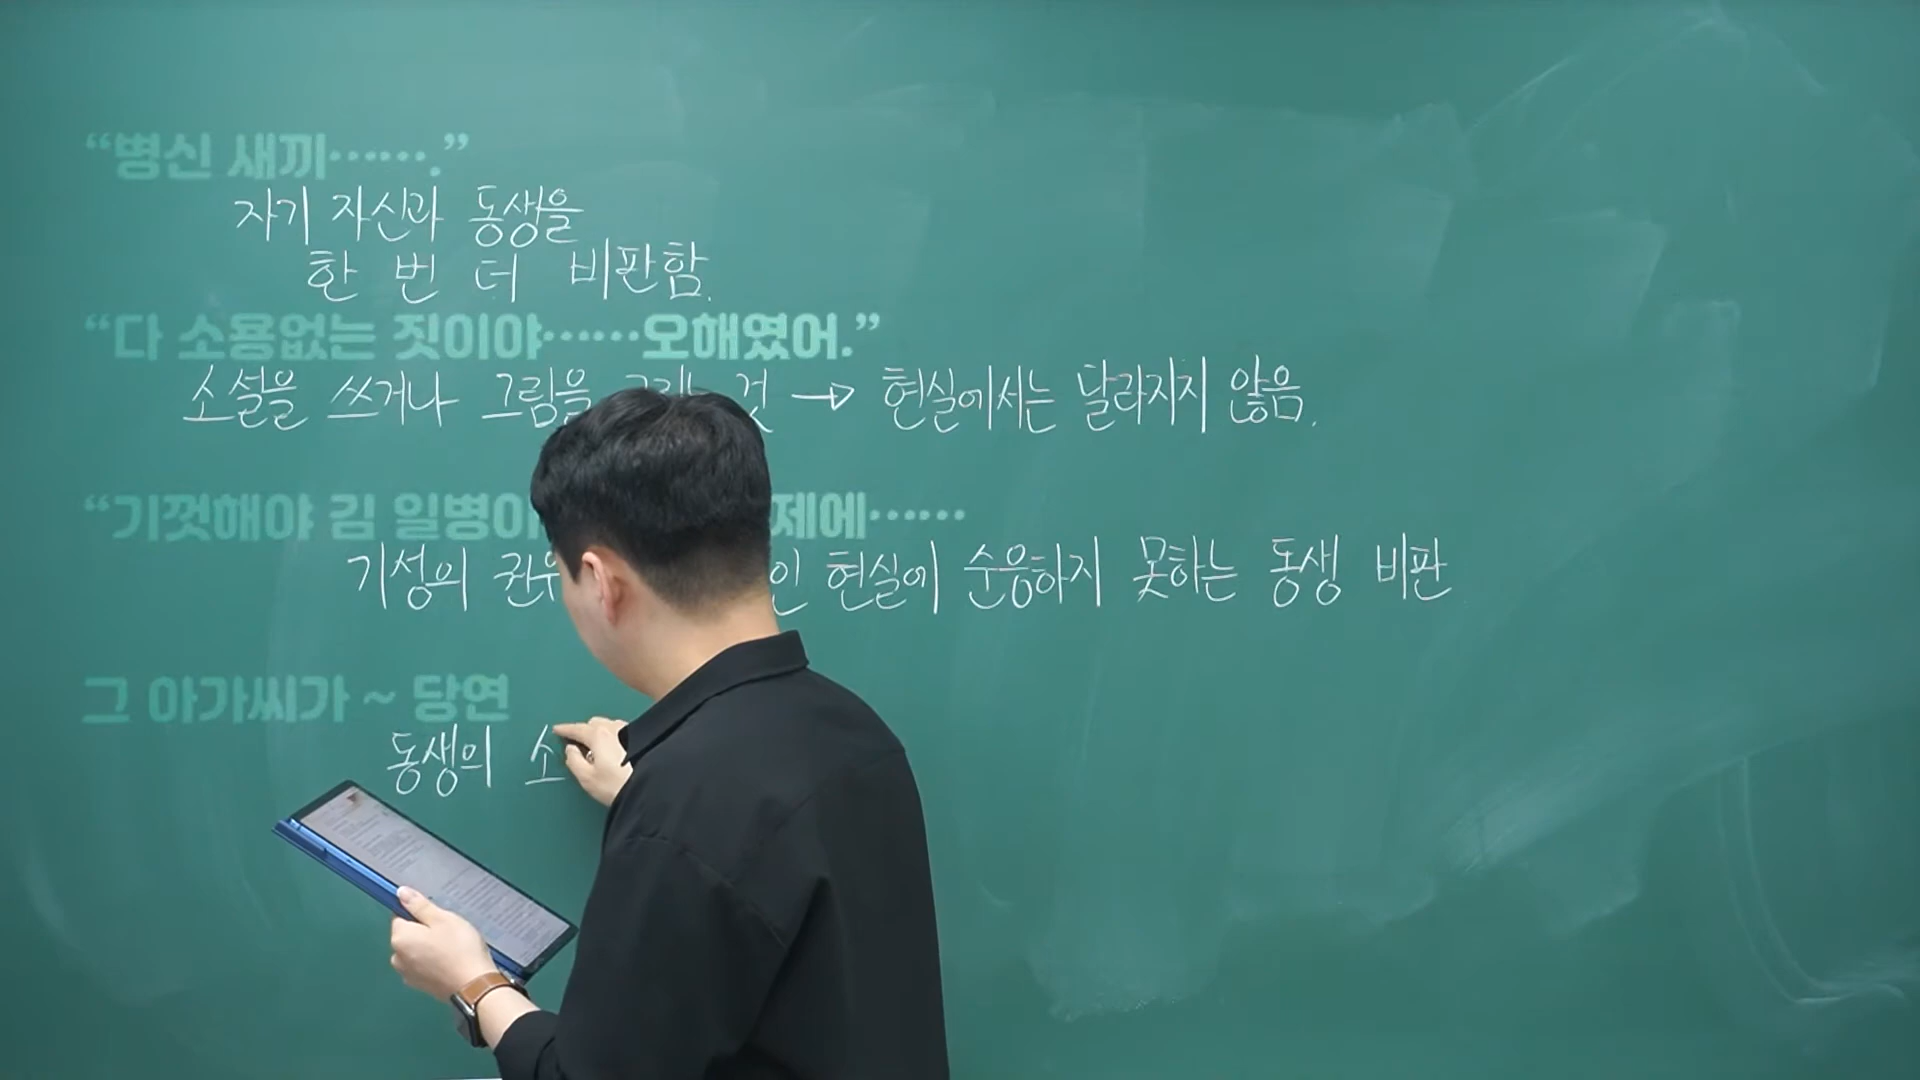 “병신 새끼…….”
자기 자신과 동생을
한 번 더 비판함.
“다 소용없는 짓이야……오해였어.”
소설을 쓰거나 그림을 것 → 현실에서는 달라지지 않음.
“기껏해야 김 일병이 제에……
기성의 현실에 순응하지 못하는 동생 비판
그 아가씨가 ~ 당연
동생의